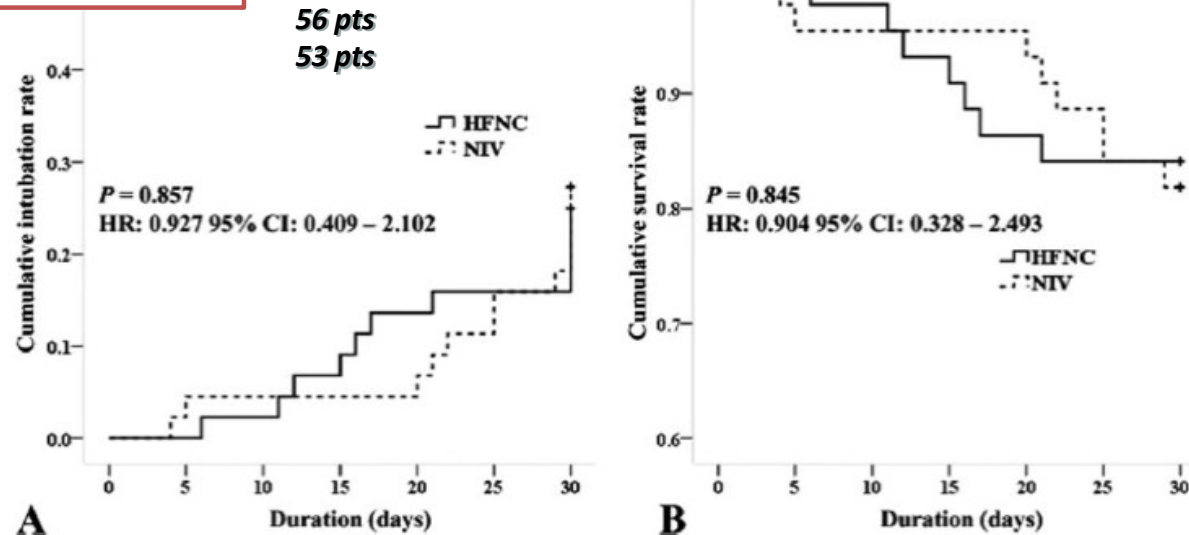 56 pts
53 pts
Cumulative intubation rate
0.4
0.3
0.2
0.1
0.0
HFNC
NIV
P = 0.857
HR: 0.927 95% CI: 0.409 – 2.102
0 5 10 15 20 25 30
Duration (days)
A
Cumulative survival rate
0.9
0.8
0.7
0.6
P = 0.845
HR: 0.904 95% CI: 0.328 – 2.493
HFNC
NIV
0 5 10 15 20 25 30
Duration (days)
B